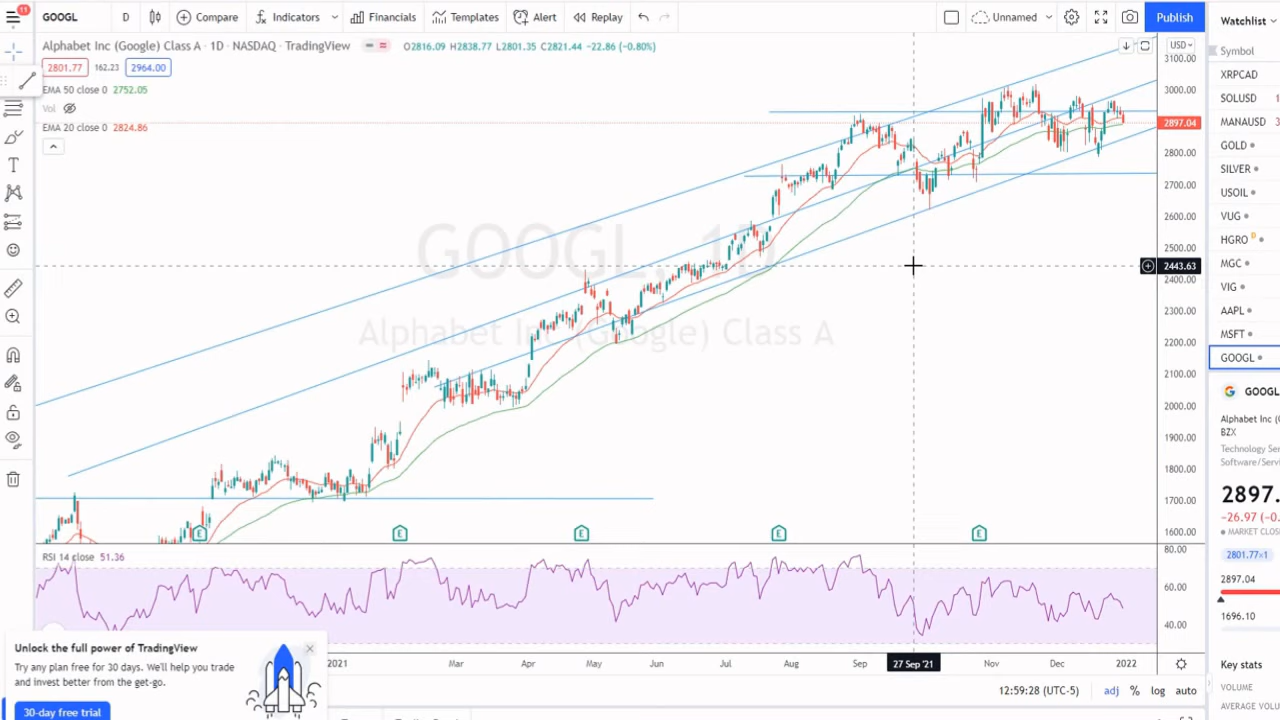 11
GOOGL
D
Compare
Indicators
Financials
Templates
Alert
Replay
Unnamed
Publish
Watchlist
Alphabet Inc (Google) Class A · 1D · NASDAQ · TradingView
O2816.09 H2838.77 L2801.35 C2821.44 -22.86 (-0.80%)
2801.77 162.23 2964.00
EMA 50 close 0 2752.05
Vol
EMA 20 close 0 2824.86
USD
3100.00
3000.00
2897.04
2800.00
2700.00
2600.00
2500.00
2443.63
2400.00
2300.00
2200.00
2100.00
2000.00
1900.00
1800.00
1700.00
1600.00
GOOGL, 1D
Alphabet Inc (Google) Class A
E E E E E
RSI 14 close 51.36
80.00
60.00
40.00
2021 Mar Apr May Jun Jul Aug Sep 27 Sep '21 Nov Dec 2022
12:59:28 (UTC-5) adj % log auto
Unlock the full power of TradingView
Try any plan free for 30 days. We'll help you trade
and invest better from the get-go.
30-day free trial
Symbol
XRPCAD
SOLUSD 1
MANAUSD 3
GOLD
SILVER
USOIL
VUG
HGRO D
MGC
VIG
AAPL
MSFT
GOOGL
GOOGL
Alphabet Inc (
BZX
Technology Ser
Software/Servi
2897.
-26.97 (-0.
MARKET CLOS
2801.77×1
2897.04
1696.10
Key stats
VOLUME
AVERAGE VOLU